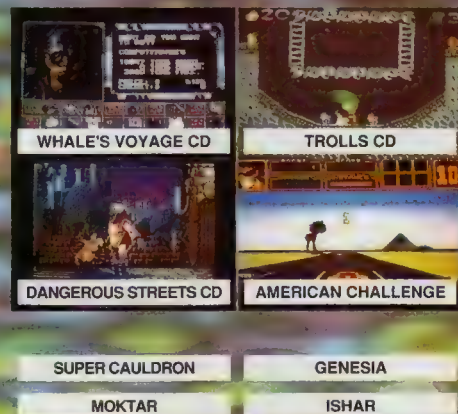 WHALE'S VOYAGE CD
TROLLS CD
DANGEROUS STREETS CD
AMERICAN CHALLENGE
SUPER CAULDRON
GENESIA
MOKTAR
ISHAR